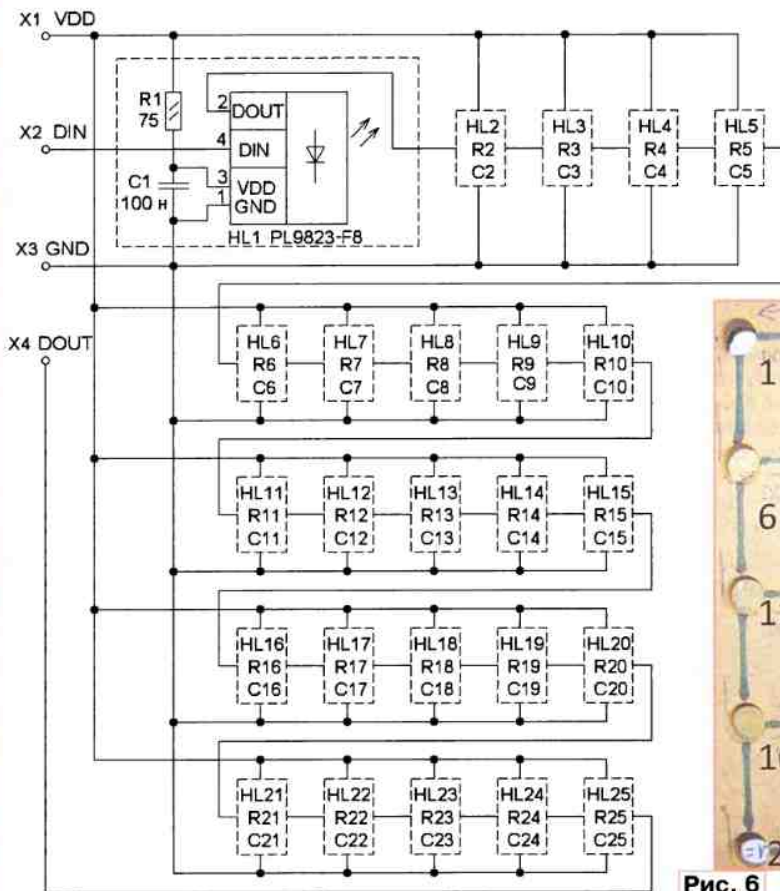 X1 VDD
R1
75
2
DOUT
X2 DIN
4
DIN
C1
100 н
3
VDD
1
GND
HL1 PL9823-F8
HL2
R2
C2
HL3
R3
C3
HL4
R4
C4
HL5
R5
C5
X3 GND
X4 DOUT
HL6
R6
C6
HL7
R7
C7
HL8
R8
C8
HL9
R9
C9
HL10
R10
C10
HL11
R11
C11
HL12
R12
C12
HL13
R13
C13
HL14
R14
C14
HL15
R15
C15
HL16
R16
C16
HL17
R17
C17
HL18
R18
C18
HL19
R19
C19
HL20
R20
C20
HL21
R21
C21
HL22
R22
C22
HL23
R23
C23
HL24
R24
C24
HL25
R25
C25
1
6
Рис. 6